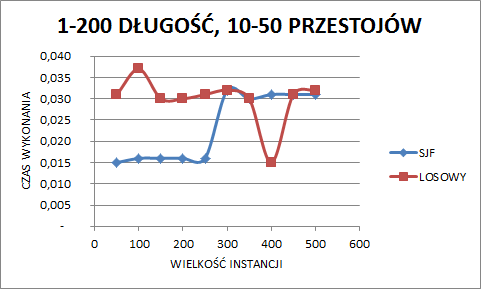 1-200 DŁUGOŚĆ, 10-50 PRZESTOJÓW
CZAS WYKONANIA
0,040
0,035
0,030
0,025
0,020
0,015
0,010
0,005
-
0 100 200 300 400 500 600
WIELKOŚĆ INSTANCJI
SJF
LOSOWY